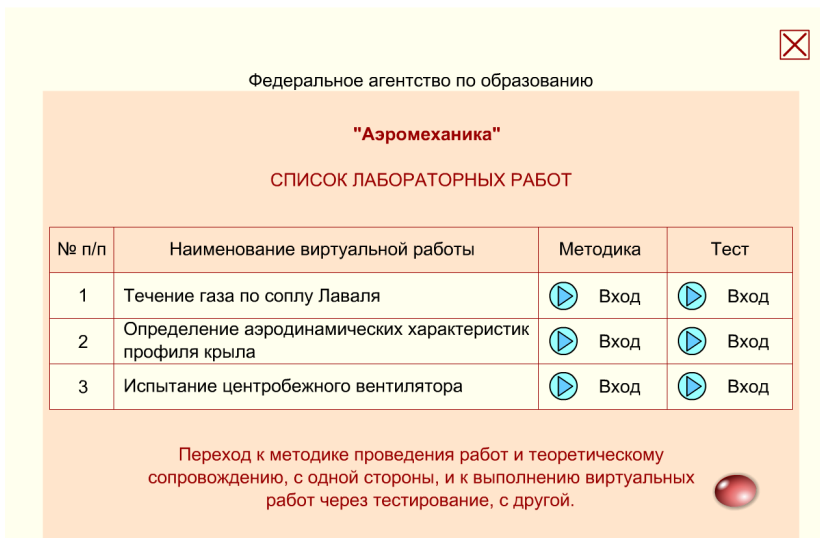 Федеральное агентство по образованию
"Аэромеханика"
СПИСОК ЛАБОРАТОРНЫХ РАБОТ
№ п/п Наименование виртуальной работы Методика Тест
1 Течение газа по соплу Лаваля Вход Вход
2 Определение аэродинамических характеристик профиля крыла Вход Вход
3 Испытание центробежного вентилятора Вход Вход
Переход к методике проведения работ и теоретическому
сопровождению, с одной стороны, и к выполнению виртуальных
работ через тестирование, с другой.